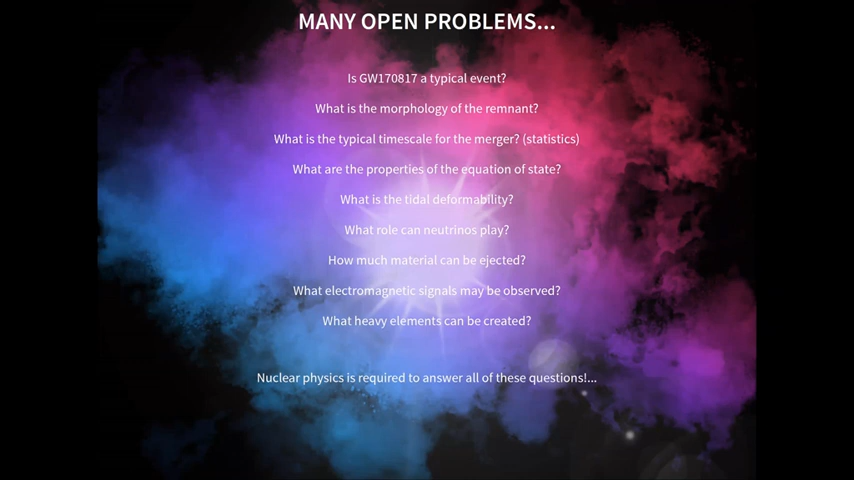 MANY OPEN PROBLEMS...
Is GW170817 a typical event?
What is the morphology of the remnant?
What is the typical timescale for the merger? (statistics)
What are the properties of the equation of state?
What is the tidal deformability?
What role can neutrinos play?
How much material can be ejected?
What electromagnetic signals may be observed?
What heavy elements can be created?
Nuclear physics is required to answer all of these questions!...